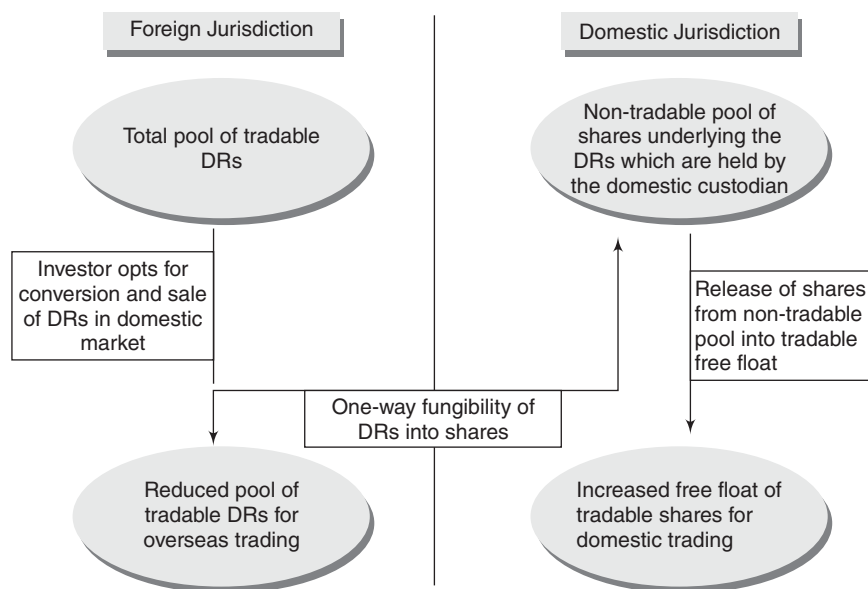 Foreign Jurisdiction
Domestic Jurisdiction
Total pool of tradable
DRs
Non-tradable pool of
shares underlying the
DRs which are held by
the domestic custodian
Investor opts for
conversion and sale
of DRs in domestic
market
Release of shares
from non-tradable
pool into tradable
free float
One-way fungibility of
DRs into shares
Reduced pool of
tradable DRs for
overseas trading
Increased free float of
tradable shares for
domestic trading